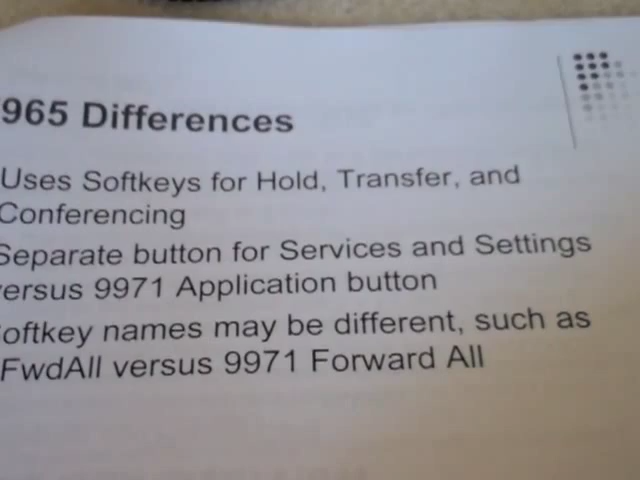 965 Differences
Uses Softkeys for Hold, Transfer, and
Conferencing
Separate button for Services and Settings
versus 9971 Application button
oftkey names may be different, such as
FwdAll versus 9971 Forward All